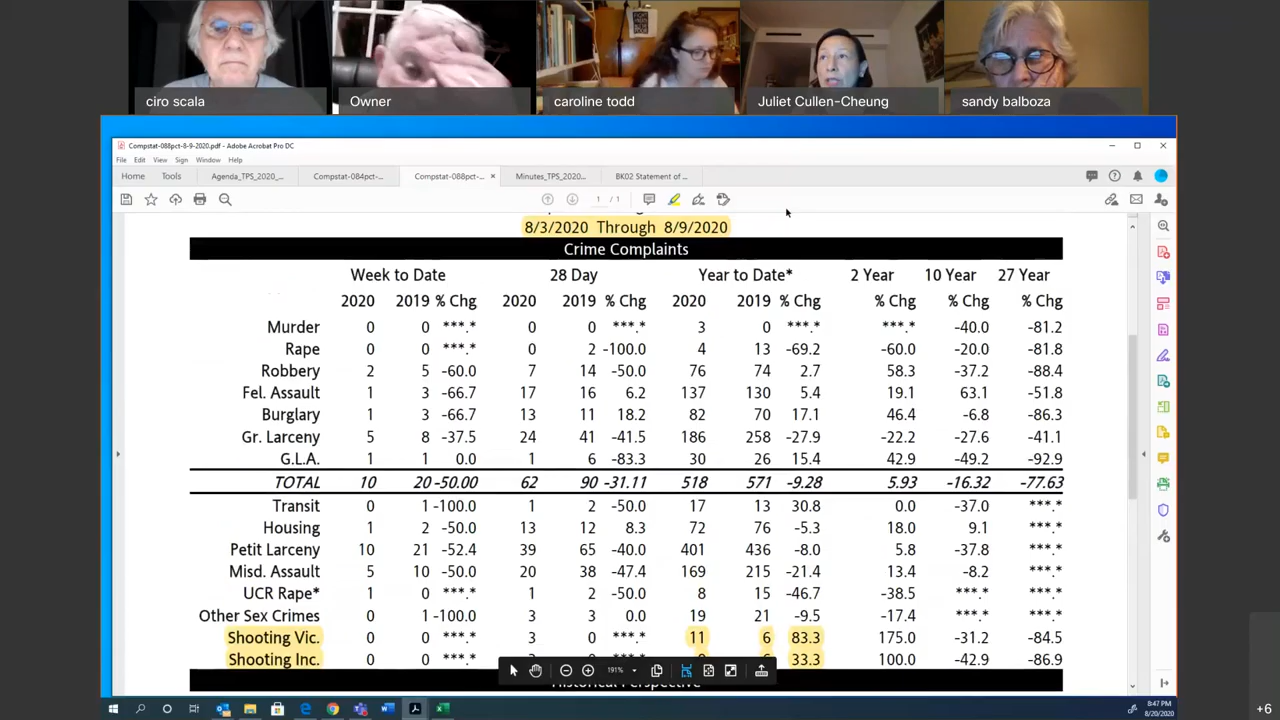 ciro scala
Owner
caroline todd
Juliet Cullen-Cheung
sandy balboza
Compstat-088pct-8-9-2020.pdf - Adobe Acrobat Pro DC
File Edit View Sign Window Help
Home Tools Agenda_TPS_2020_... Compstat-084pct-... Compstat-088pct-... × Minutes_TPS_2020... BK02 Statement of ...
1 / 1
8/3/2020 Through 8/9/2020
Crime Complaints
Week to Date 28 Day Year to Date* 2 Year 10 Year 27 Year
2020 2019 % Chg 2020 2019 % Chg 2020 2019 % Chg % Chg % Chg % Chg
Murder 0 0 ***.* 0 0 ***.* 3 0 ***.* ***.* -40.0 -81.2
Rape 0 0 ***.* 0 2 -100.0 4 13 -69.2 -60.0 -20.0 -81.8
Robbery 2 5 -60.0 7 14 -50.0 76 74 2.7 58.3 -37.2 -88.4
Fel. Assault 1 3 -66.7 17 16 6.2 137 130 5.4 19.1 63.1 -51.8
Burglary 1 3 -66.7 13 11 18.2 82 70 17.1 46.4 -6.8 -86.3
Gr. Larceny 5 8 -37.5 24 41 -41.5 186 258 -27.9 -22.2 -27.6 -41.1
G.L.A. 1 1 0.0 1 6 -83.3 30 26 15.4 42.9 -49.2 -92.9
TOTAL 10 20 -50.00 62 90 -31.11 518 571 -9.28 5.93 -16.32 -77.63
Transit 0 1 -100.0 1 2 -50.0 17 13 30.8 0.0 -37.0 ***.*
Housing 1 2 -50.0 13 12 8.3 72 76 -5.3 18.0 9.1 ***.*
Petit Larceny 10 21 -52.4 39 65 -40.0 401 436 -8.0 5.8 -37.8 ***.*
Misd. Assault 5 10 -50.0 20 38 -47.4 169 215 -21.4 13.4 -8.2 ***.*
UCR Rape* 1 0 ***.* 1 2 -50.0 8 15 -46.7 -38.5 ***.* ***.*
Other Sex Crimes 0 1 -100.0 3 3 0.0 19 21 -9.5 -17.4 ***.* ***.*
Shooting Vic. 0 0 ***.* 3 0 ***.* 11 6 83.3 175.0 -31.2 -84.5
Shooting Inc. 0 0 ***.* 33.3 100.0 -42.9 -86.9
191%
Historical Perspective
8:47 PM
8/20/2020
+6